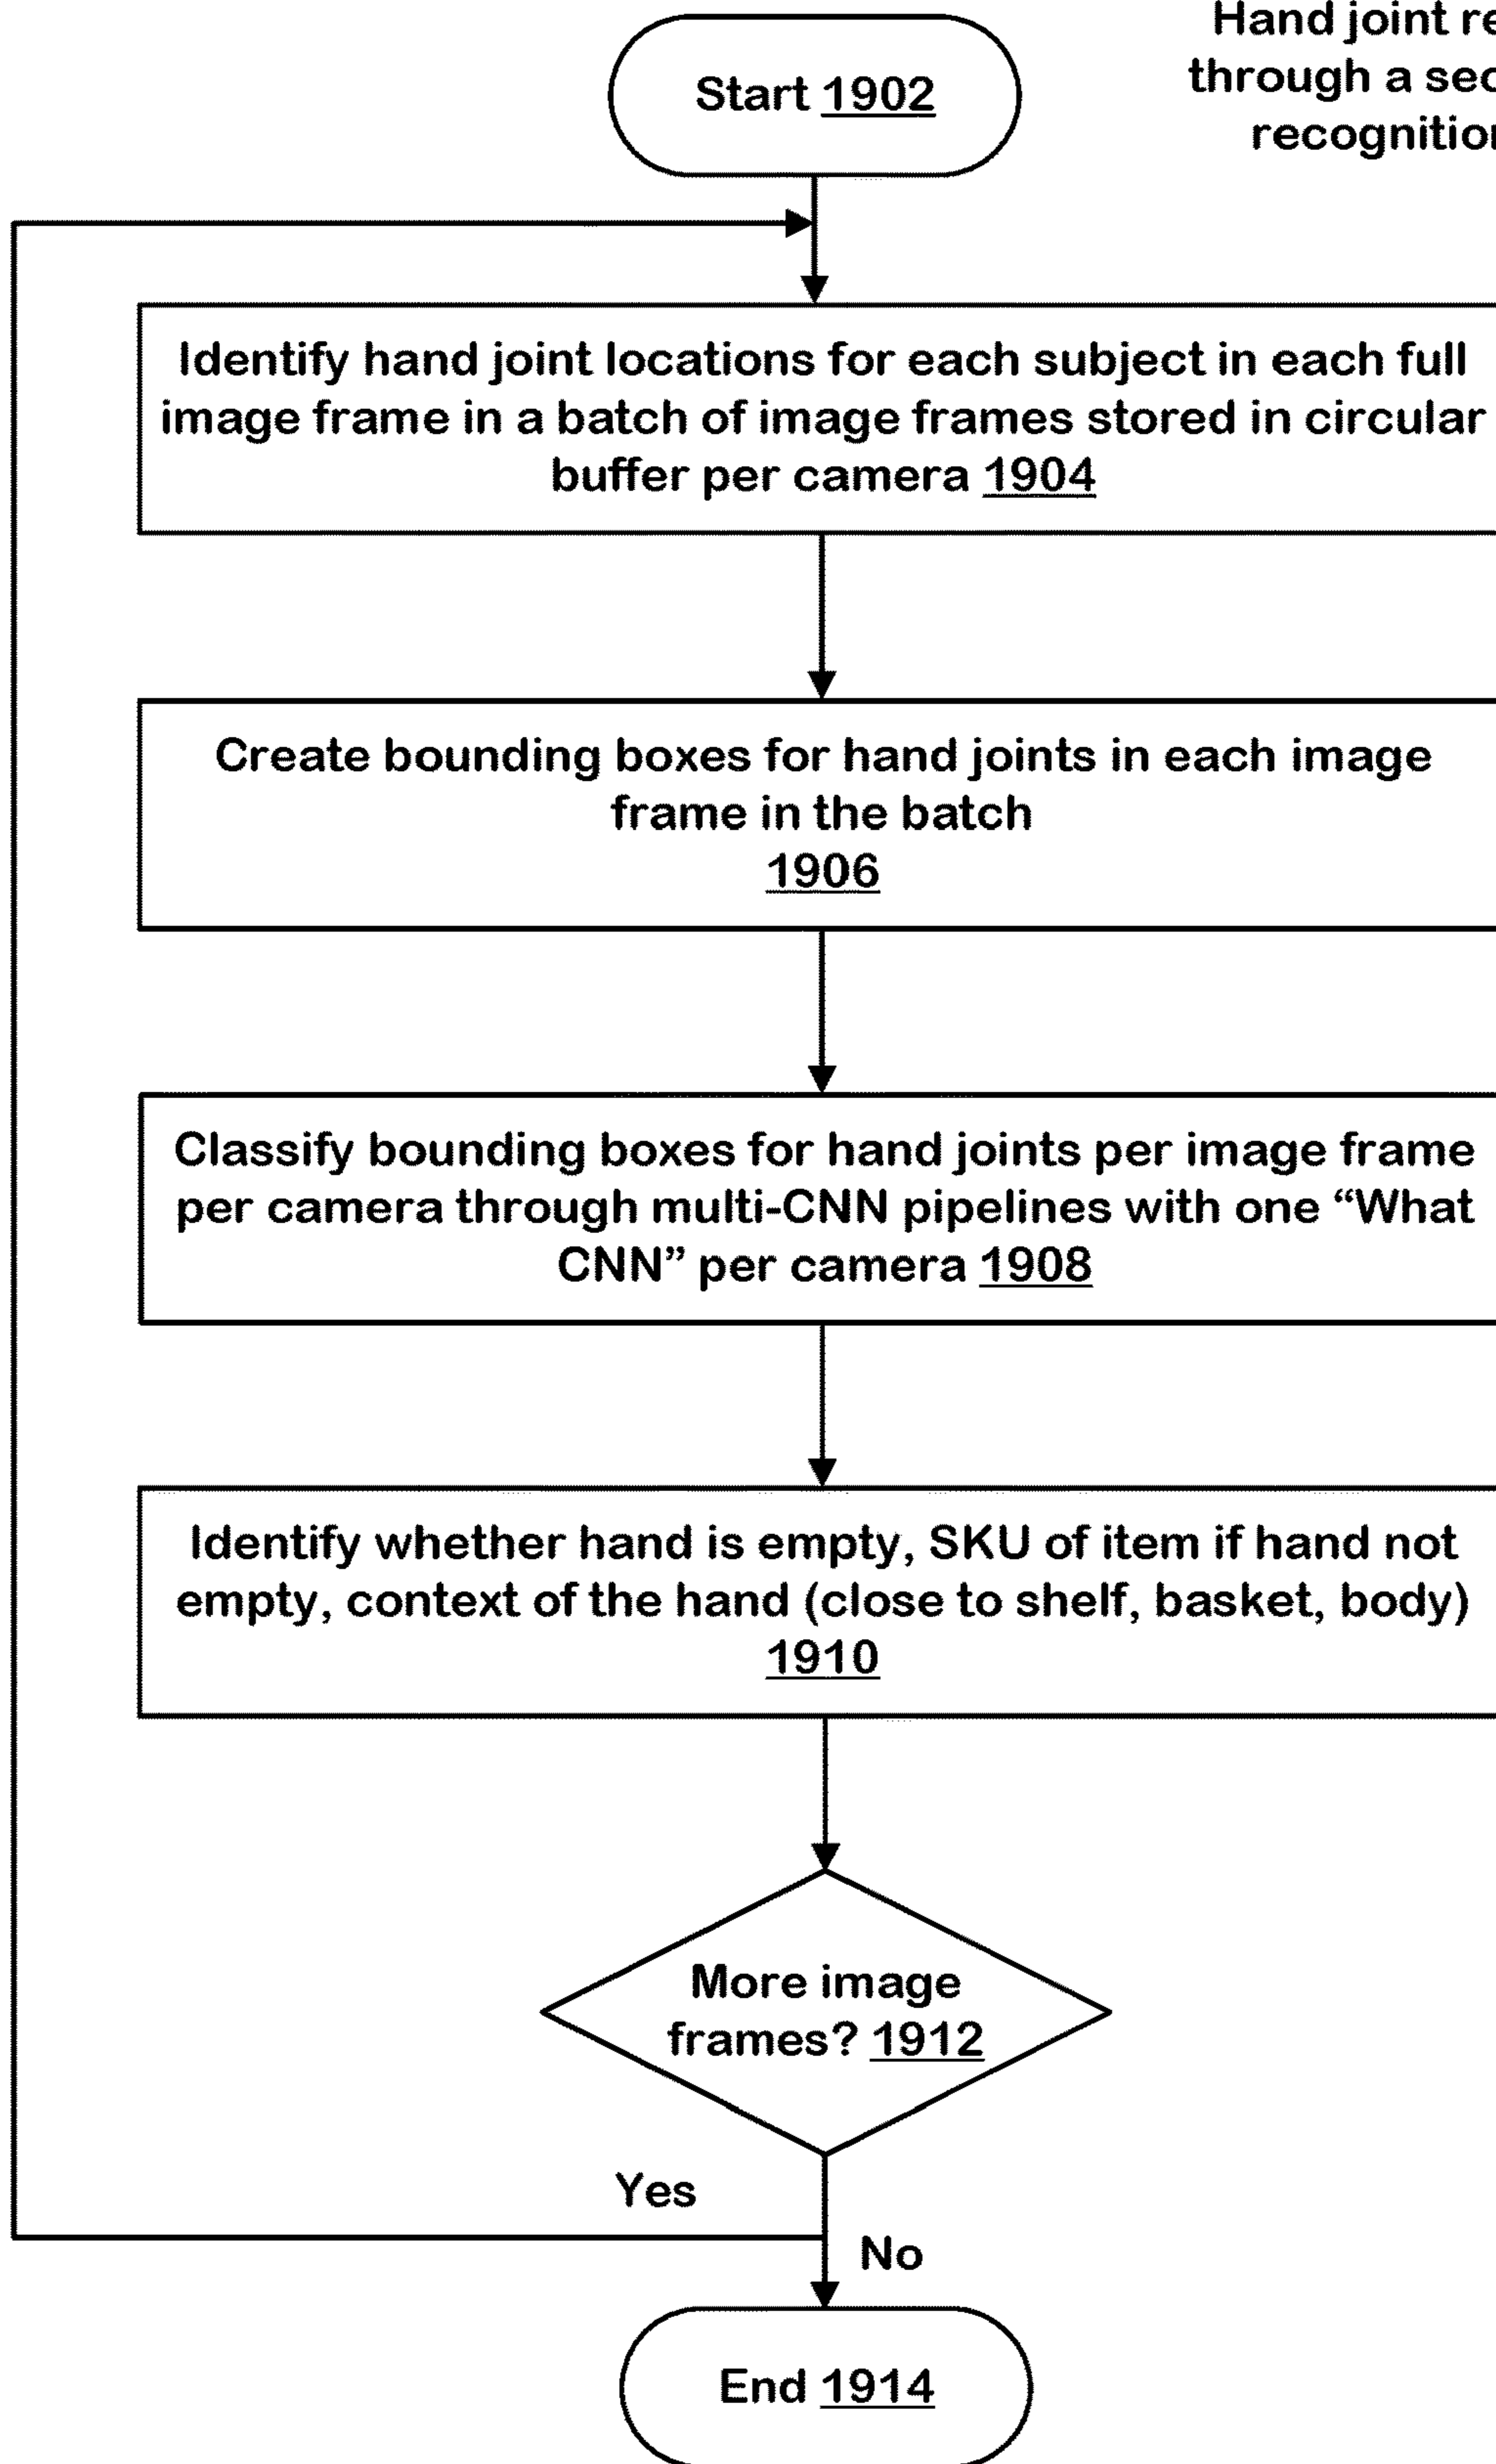 Start 1902
Hand joint
through a
recognition
Identify hand joint locations for each subject in each full
image frame in a batch of image frames stored in circular
buffer per camera 1904
Create bounding boxes for hand joints in each image
frame in the batch
1906
Classify bounding boxes for hand joints per image frame
per camera through multi-CNN pipelines with one “What
CNN” per camera 1908
Identify whether hand is empty, SKU of item if hand not
empty, context of the hand (close to shelf, basket, body)
1910
More image
frames? 1912
Yes
No
End 1914